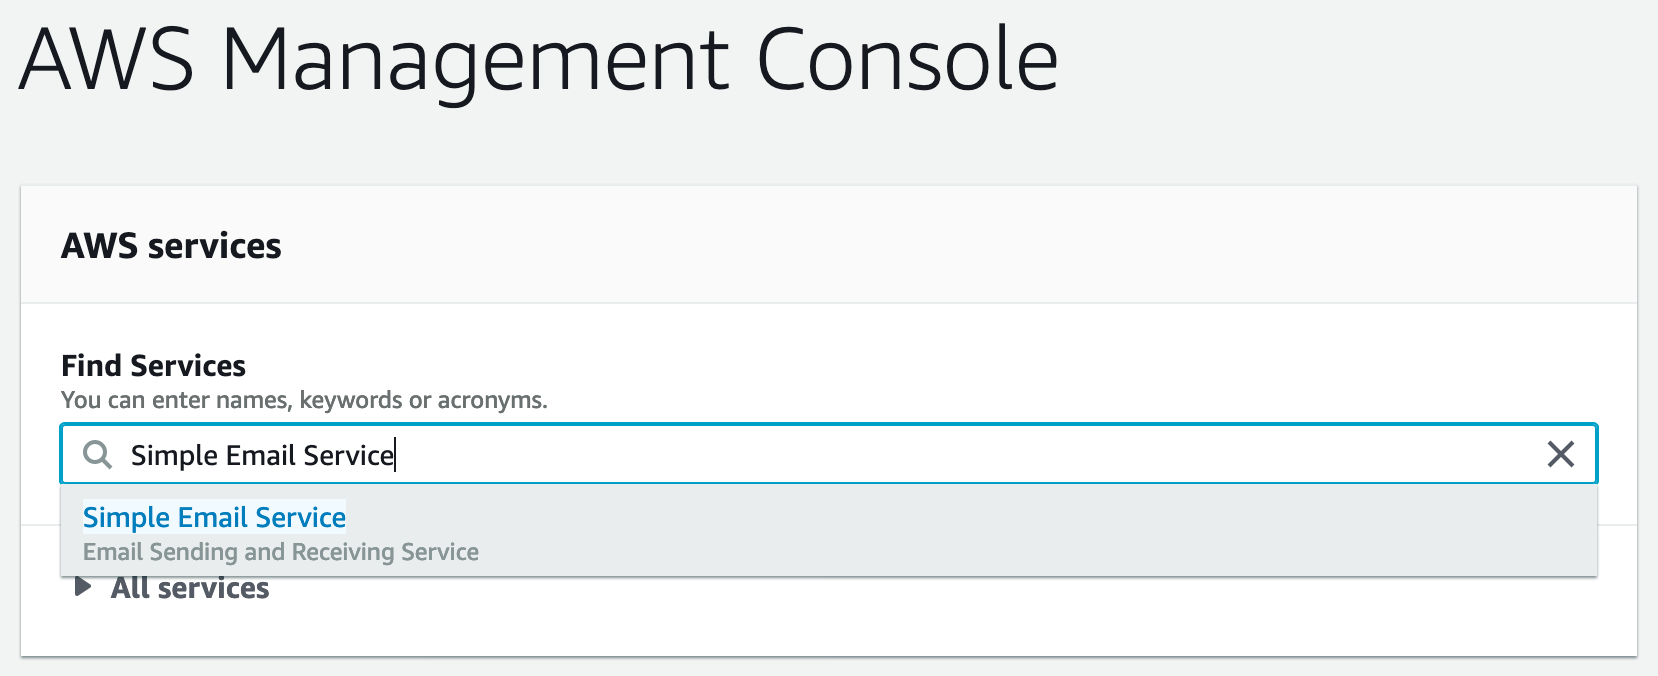 AWS Management Console
AWS services
Find Services
You can enter names, keywords or acronyms.
Simple Email Service
Simple Email Service
Email Sending and Receiving Service
All services